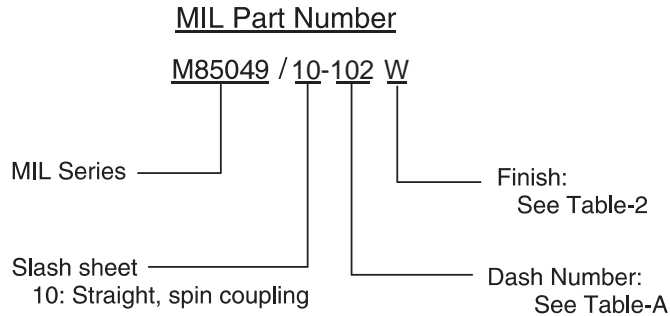 MIL Part Number
M85049 / 10-102 W
MIL Series
Finish:
See Table-2
Slash sheet
10: Straight, spin coupling
Dash Number:
See Table-A